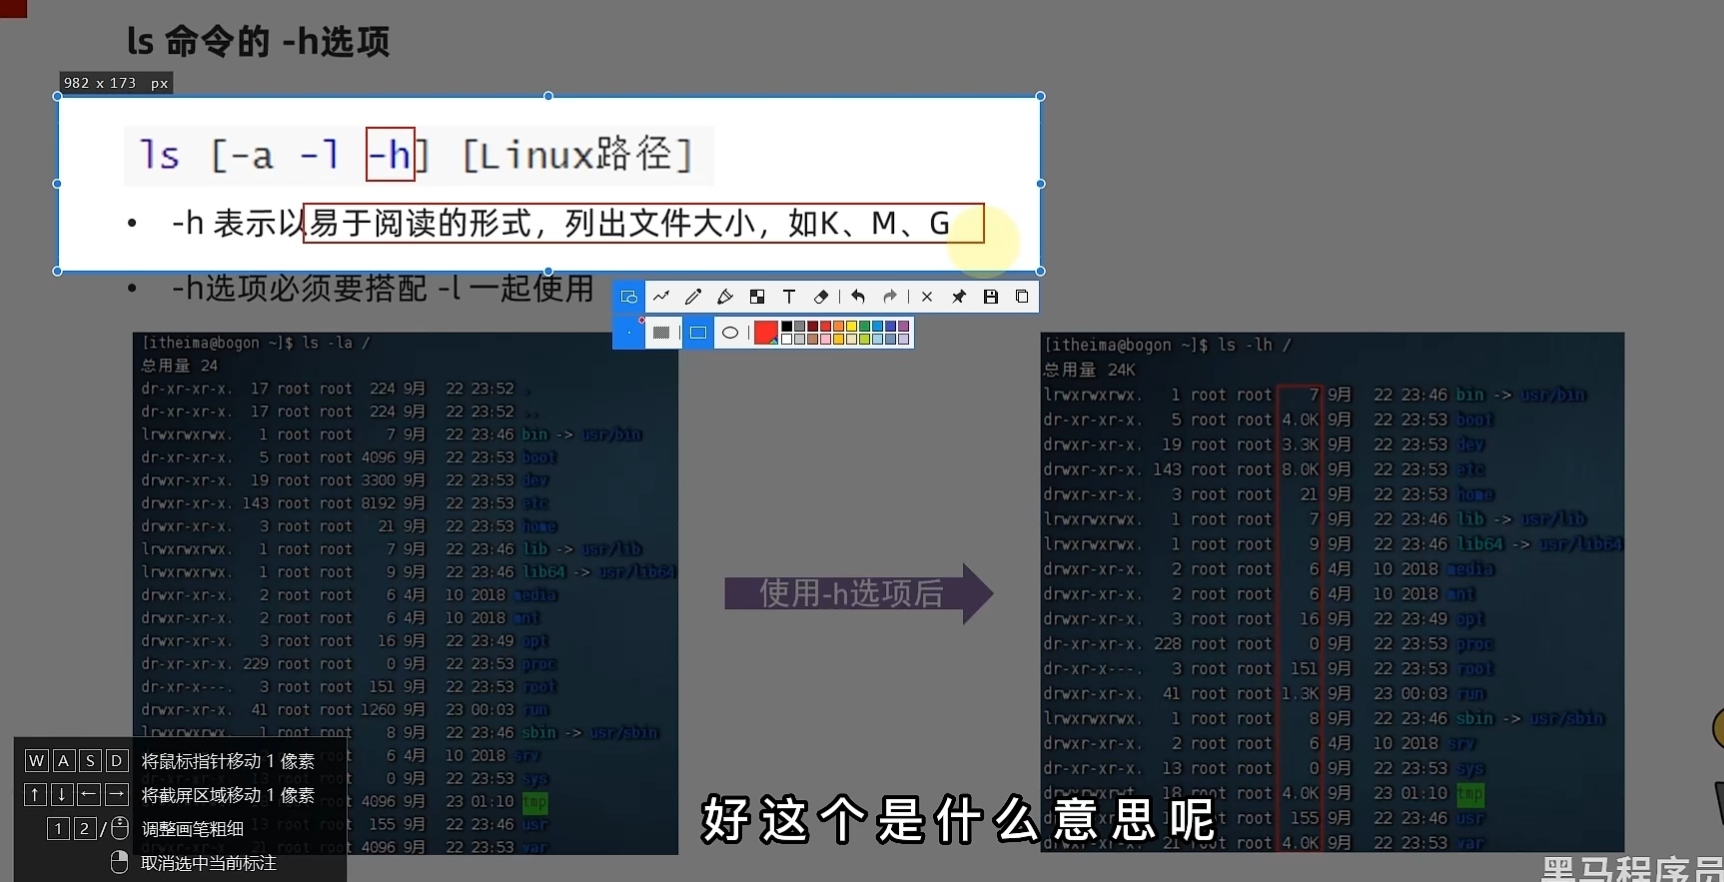 ls 命令的 -h选项
982 x 173 px
ls [-a -l -h] [Linux路径]
• -h 表示以易于阅读的形式，列出文件大小，如K、M、G
• -h选项必须要搭配 -l 一起使用
[itheima@bogon ~]$ ls -la /
总用量 24
dr-xr-xr-x. 17 root root 224 9月 22 23:52 .
dr-xr-xr-x. 17 root root 224 9月 22 23:52 ..
lrwxrwxrwx. 1 root root 7 9月 22 23:46 bin -> usr/bin
dr-xr-xr-x. 5 root root 4096 9月 22 23:53 boot
drwxr-xr-x. 19 root root 3300 9月 22 23:53 dev
drwxr-xr-x. 143 root root 8192 9月 22 23:53 etc
drwxr-xr-x. 3 root root 21 9月 22 23:53 home
lrwxrwxrwx. 1 root root 7 9月 22 23:46 lib -> usr/lib
lrwxrwxrwx. 1 root root 9 9月 22 23:46 lib64 -> usr/lib64
drwxr-xr-x. 2 root root 6 4月 10 2018 media
drwxr-xr-x. 2 root root 6 4月 10 2018 mnt
drwxr-xr-x. 3 root root 16 9月 22 23:49 opt
dr-xr-xr-x. 229 root root 0 9月 22 23:53 proc
dr-xr-x---. 3 root root 151 9月 22 23:53 root
drwxr-xr-x. 41 root root 1260 9月 23 00:03 run
lrwxrwxrwx. 1 root root 8 9月 22 23:46 sbin -> usr/sbin
6 4月 10 2018 srv
0 9月 22 23:53 sys
4096 9月 23 01:10 tmp
155 9月 22 23:46 usr
4096 9月 22 23:53 var
使用-h选项后
[itheima@bogon ~]$ ls -lh /
总用量 24K
lrwxrwxrwx. 1 root root 7 9月 22 23:46 bin -> usr/bin
dr-xr-xr-x. 5 root root 4.0K 9月 22 23:53 boot
drwxr-xr-x. 19 root root 3.3K 9月 22 23:53 dev
drwxr-xr-x. 143 root root 8.0K 9月 22 23:53 etc
drwxr-xr-x. 3 root root 21 9月 22 23:53 home
lrwxrwxrwx. 1 root root 7 9月 22 23:46 lib -> usr/lib
lrwxrwxrwx. 1 root root 9 9月 22 23:46 lib64 -> usr/lib64
drwxr-xr-x. 2 root root 6 4月 10 2018 media
drwxr-xr-x. 2 root root 6 4月 10 2018 mnt
drwxr-xr-x. 3 root root 16 9月 22 23:49 opt
dr-xr-xr-x. 228 root root 0 9月 22 23:53 proc
dr-xr-x---. 3 root root 151 9月 22 23:53 root
drwxr-xr-x. 41 root root 1.3K 9月 23 00:03 run
lrwxrwxrwx. 1 root root 8 9月 22 23:46 sbin -> usr/sbin
drwxr-xr-x. 2 root root 6 4月 10 2018 srv
dr-xr-xr-x. 13 root root 0 9月 22 23:53 sys
18 root root 4.0K 9月 23 01:10 tmp
155 9月 22 23:46 usr
4.0K 9月 22 23:53 var
W A S D 将鼠标指针移动 1 像素
↑ ↓ ← → 将截屏区域移动 1 像素
1 2 / 调整画笔粗细
取消选中当前标注
好这个是什么意思呢
黑马程序员